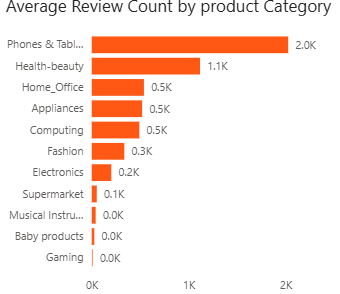 Average Review Count by product Category
Phones & Tabl... 2.0K
Health-beauty 1.1K
Home_Office 0.5K
Appliances 0.5K
Computing 0.5K
Fashion 0.3K
Electronics 0.2K
Supermarket 0.1K
Musical Instru... 0.0K
Baby products 0.0K
Gaming 0.0K
0K 1K 2K